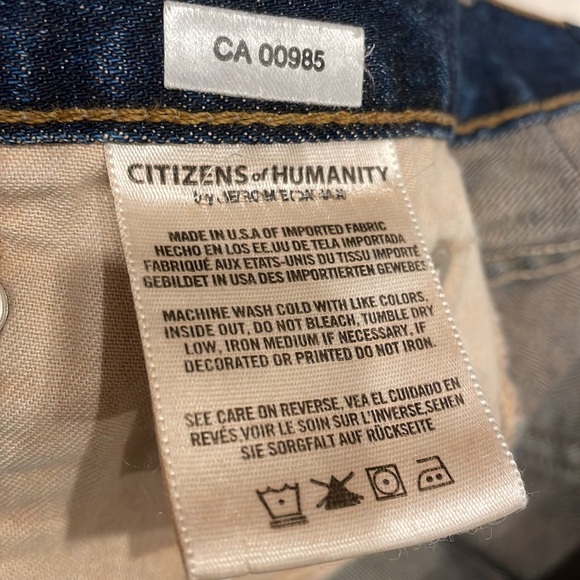 CA 00985
CITIZENS of HUMANITY
by JEROME DAHAN
MADE IN U.S.A OF IMPORTED FABRIC
HECHO EN LOS EE.UU DE TELA IMPORTADA
FABRIQUÉ AUX ETATS-UNIS DU TISSU IMPORTÉ
GEBILDET IN USA DES IMPORTIERTEN GEWEBES
MACHINE WASH COLD WITH LIKE COLORS,
INSIDE OUT, DO NOT BLEACH, TUMBLE DRY
LOW, IRON MEDIUM IF NECESSARY, IF
DECORATED OR PRINTED DO NOT IRON.
SEE CARE ON REVERSE, VEA EL CUIDADO EN
REVÉS, VOIR LE SOIN SUR L'INVERSE, SEHEN
SIE SORGFALT AUF RÜCKSEITE